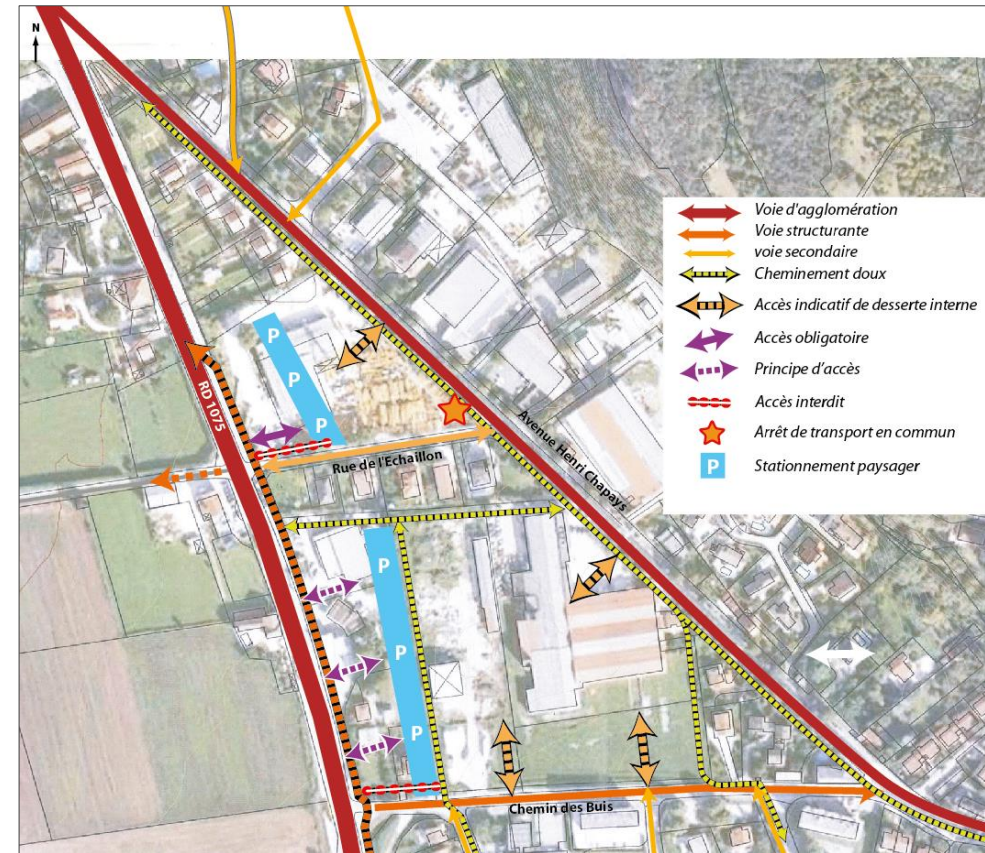 N
Voie d'agglomération
Voie structurante
voie secondaire
Cheminement doux
Accès indicatif de desserte interne
Accès obligatoire
Principe d'accès
Accès interdit
Arrêt de transport en commun
P Stationnement paysager
P
P
P
RD 1075
Avenue Henri Chapays
Rue de l'Echaillon
P
P
P
Chemin des Buis